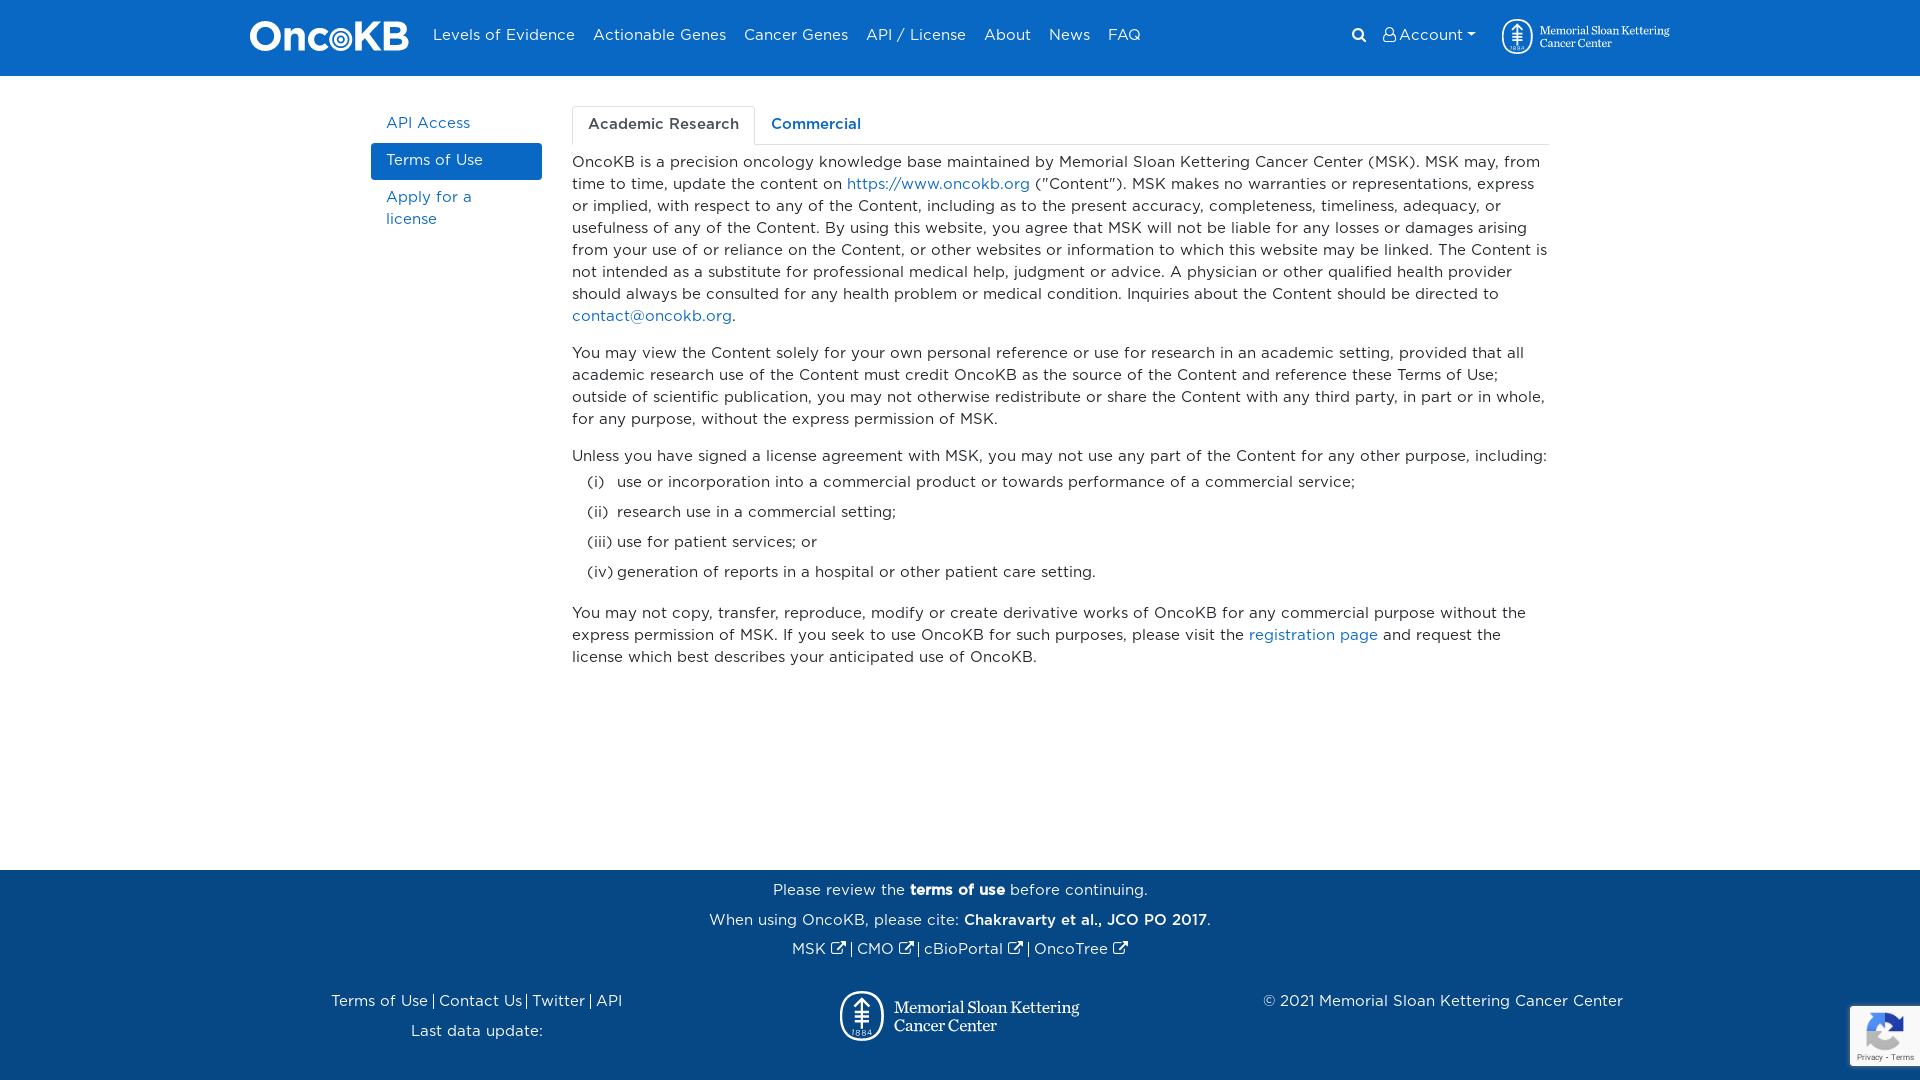 OncoKB Levels of Evidence Actionable Genes Cancer Genes API / License About News FAQ Account Memorial Sloan Kettering
Cancer Center
1884
API Access
Terms of Use
Apply for a
license
Academic Research Commercial
OncoKB is a precision oncology knowledge base maintained by Memorial Sloan Kettering Cancer Center (MSK). MSK may, from
time to time, update the content on https://www.oncokb.org ("Content"). MSK makes no warranties or representations, express
or implied, with respect to any of the Content, including as to the present accuracy, completeness, timeliness, adequacy, or
usefulness of any of the Content. By using this website, you agree that MSK will not be liable for any losses or damages arising
from your use of or reliance on the Content, or other websites or information to which this website may be linked. The Content is
not intended as a substitute for professional medical help, judgment or advice. A physician or other qualified health provider
should always be consulted for any health problem or medical condition. Inquiries about the Content should be directed to
contact@oncokb.org.
You may view the Content solely for your own personal reference or use for research in an academic setting, provided that all
academic research use of the Content must credit OncoKB as the source of the Content and reference these Terms of Use;
outside of scientific publication, you may not otherwise redistribute or share the Content with any third party, in part or in whole,
for any purpose, without the express permission of MSK.
Unless you have signed a license agreement with MSK, you may not use any part of the Content for any other purpose, including:
(i) use or incorporation into a commercial product or towards performance of a commercial service;
(ii) research use in a commercial setting;
(iii) use for patient services; or
(iv) generation of reports in a hospital or other patient care setting.
You may not copy, transfer, reproduce, modify or create derivative works of OncoKB for any commercial purpose without the
express permission of MSK. If you seek to use OncoKB for such purposes, please visit the registration page and request the
license which best describes your anticipated use of OncoKB.
Please review the terms of use before continuing.
When using OncoKB, please cite: Chakravarty et al., JCO PO 2017.
MSK | CMO | cBioPortal | OncoTree
Terms of Use | Contact Us | Twitter | API
Last data update:
Memorial Sloan Kettering
Cancer Center
1884
© 2021 Memorial Sloan Kettering Cancer Center
Privacy - Terms